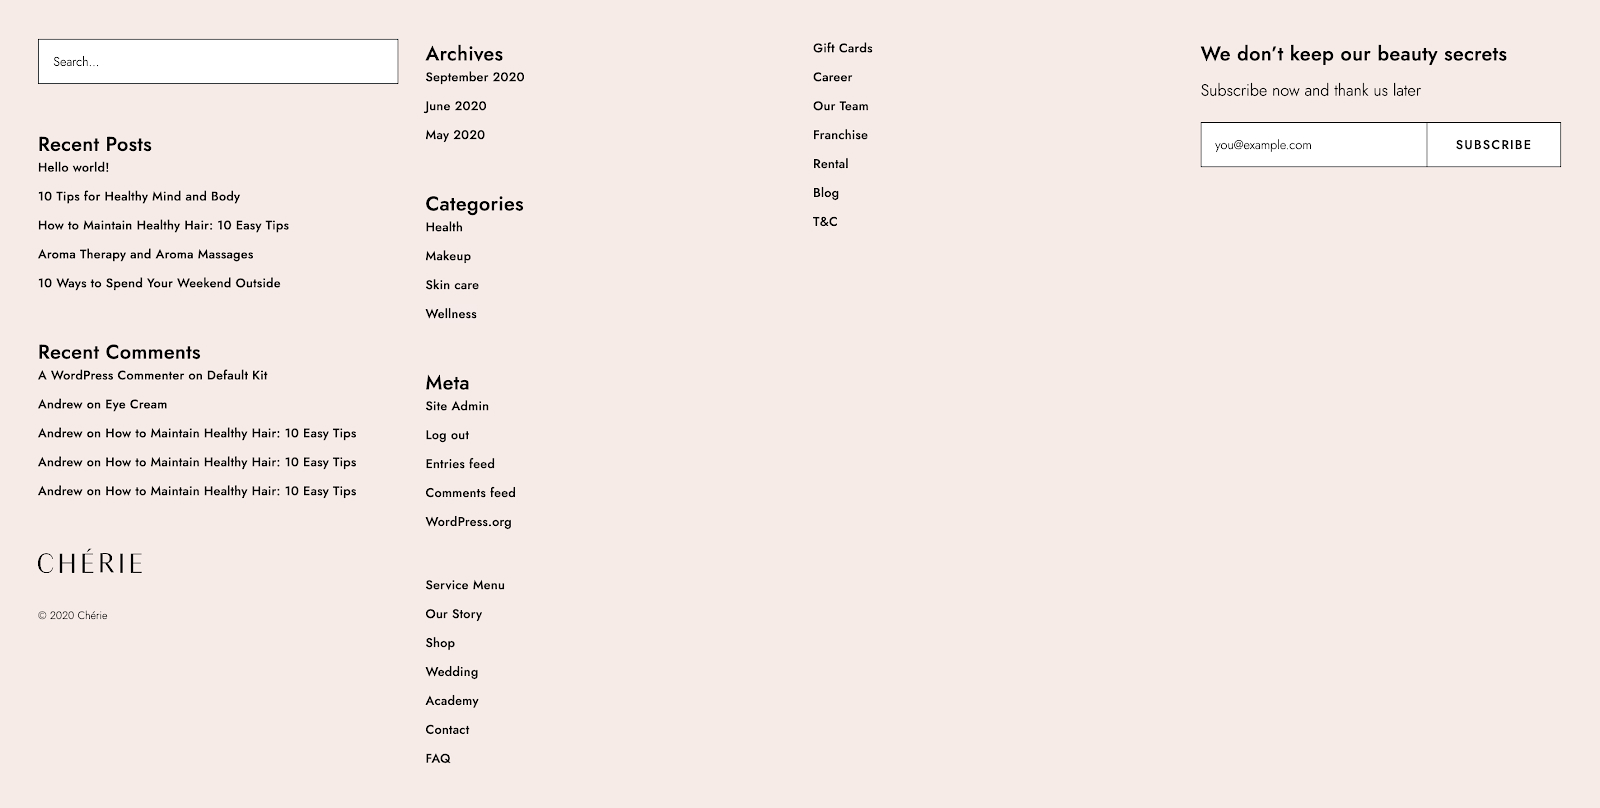 Search...
Recent Posts
Hello world!
10 Tips for Healthy Mind and Body
How to Maintain Healthy Hair: 10 Easy Tips
Aroma Therapy and Aroma Massages
10 Ways to Spend Your Weekend Outside
Recent Comments
A WordPress Commenter on Default Kit
Andrew on Eye Cream
Andrew on How to Maintain Healthy Hair: 10 Easy Tips
Andrew on How to Maintain Healthy Hair: 10 Easy Tips
Andrew on How to Maintain Healthy Hair: 10 Easy Tips
CHÉRIE
© 2020 Chérie
Archives
September 2020
June 2020
May 2020
Categories
Health
Makeup
Skin care
Wellness
Meta
Site Admin
Log out
Entries feed
Comments feed
WordPress.org
Service Menu
Our Story
Shop
Wedding
Academy
Contact
FAQ
Gift Cards
Career
Our Team
Franchise
Rental
Blog
T&C
We don’t keep our beauty secrets
Subscribe now and thank us later
you@example.com
SUBSCRIBE